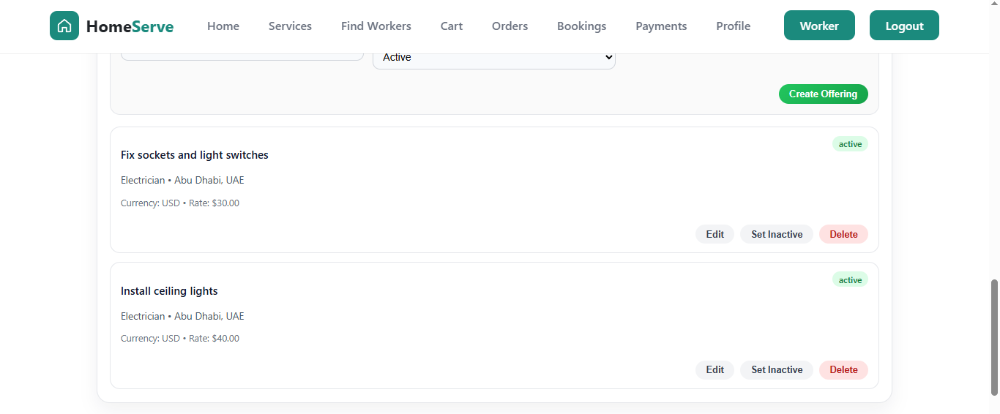 HomeServe Home Services Find Workers Cart Orders Bookings Payments Profile Worker Logout
Active
Create Offering
active
Fix sockets and light switches
Electrician • Abu Dhabi, UAE
Currency: USD • Rate: $30.00
Edit Set Inactive Delete
active
Install ceiling lights
Electrician • Abu Dhabi, UAE
Currency: USD • Rate: $40.00
Edit Set Inactive Delete